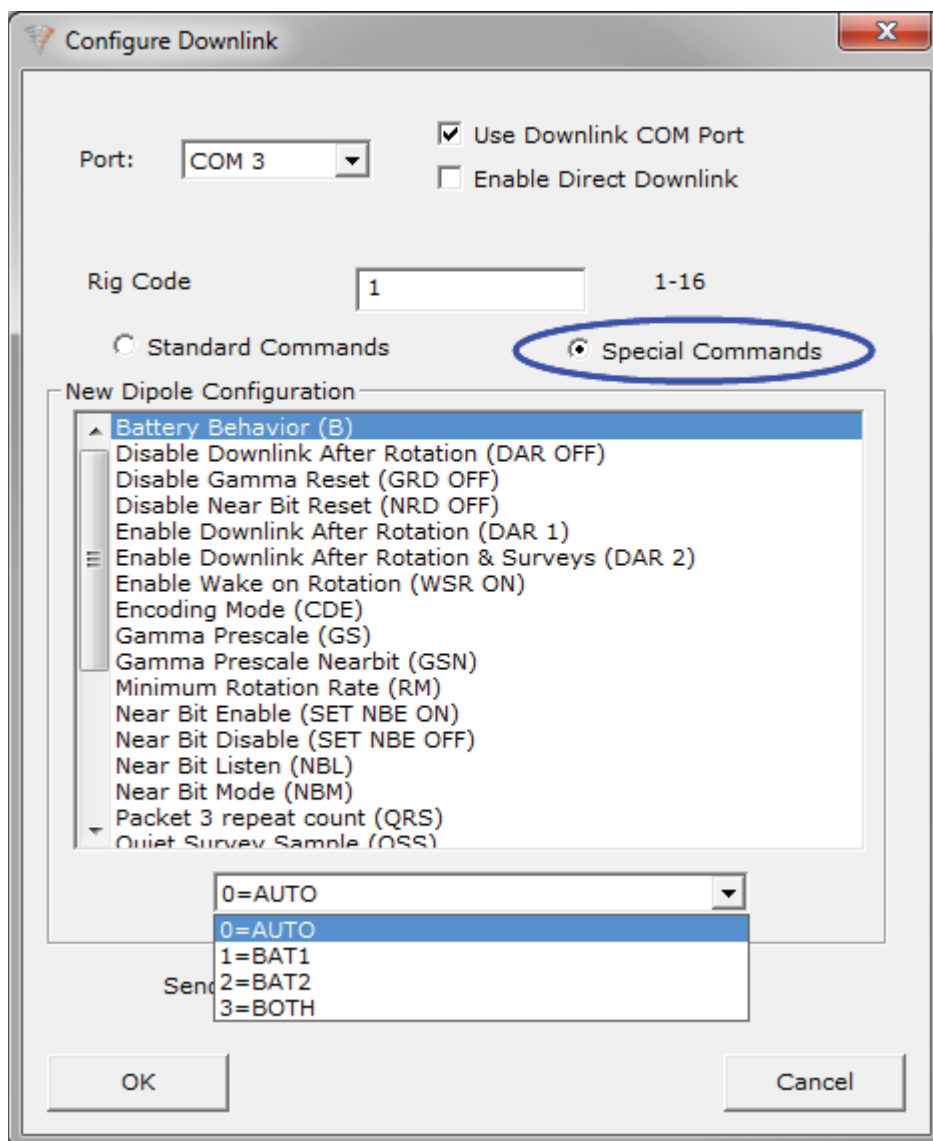 Configure Downlink
Port: COM 3
Use Downlink COM Port
Enable Direct Downlink
Rig Code 1 1-16
Standard Commands Special Commands
New Dipole Configuration
Battery Behavior (B)
Disable Downlink After Rotation (DAR OFF)
Disable Gamma Reset (GRD OFF)
Disable Near Bit Reset (NRD OFF)
Enable Downlink After Rotation (DAR 1)
Enable Downlink After Rotation & Surveys (DAR 2)
Enable Wake on Rotation (WSR ON)
Encoding Mode (CDE)
Gamma Prescale (GS)
Gamma Prescale Nearbit (GSN)
Minimum Rotation Rate (RM)
Near Bit Enable (SET NBE ON)
Near Bit Disable (SET NBE OFF)
Near Bit Listen (NBL)
Near Bit Mode (NBM)
Packet 3 repeat count (QRS)
Quiet Survey Sample (QSS)
0=AUTO
0=AUTO
1=BAT1
2=BAT2
3=BOTH
Send
OK Cancel